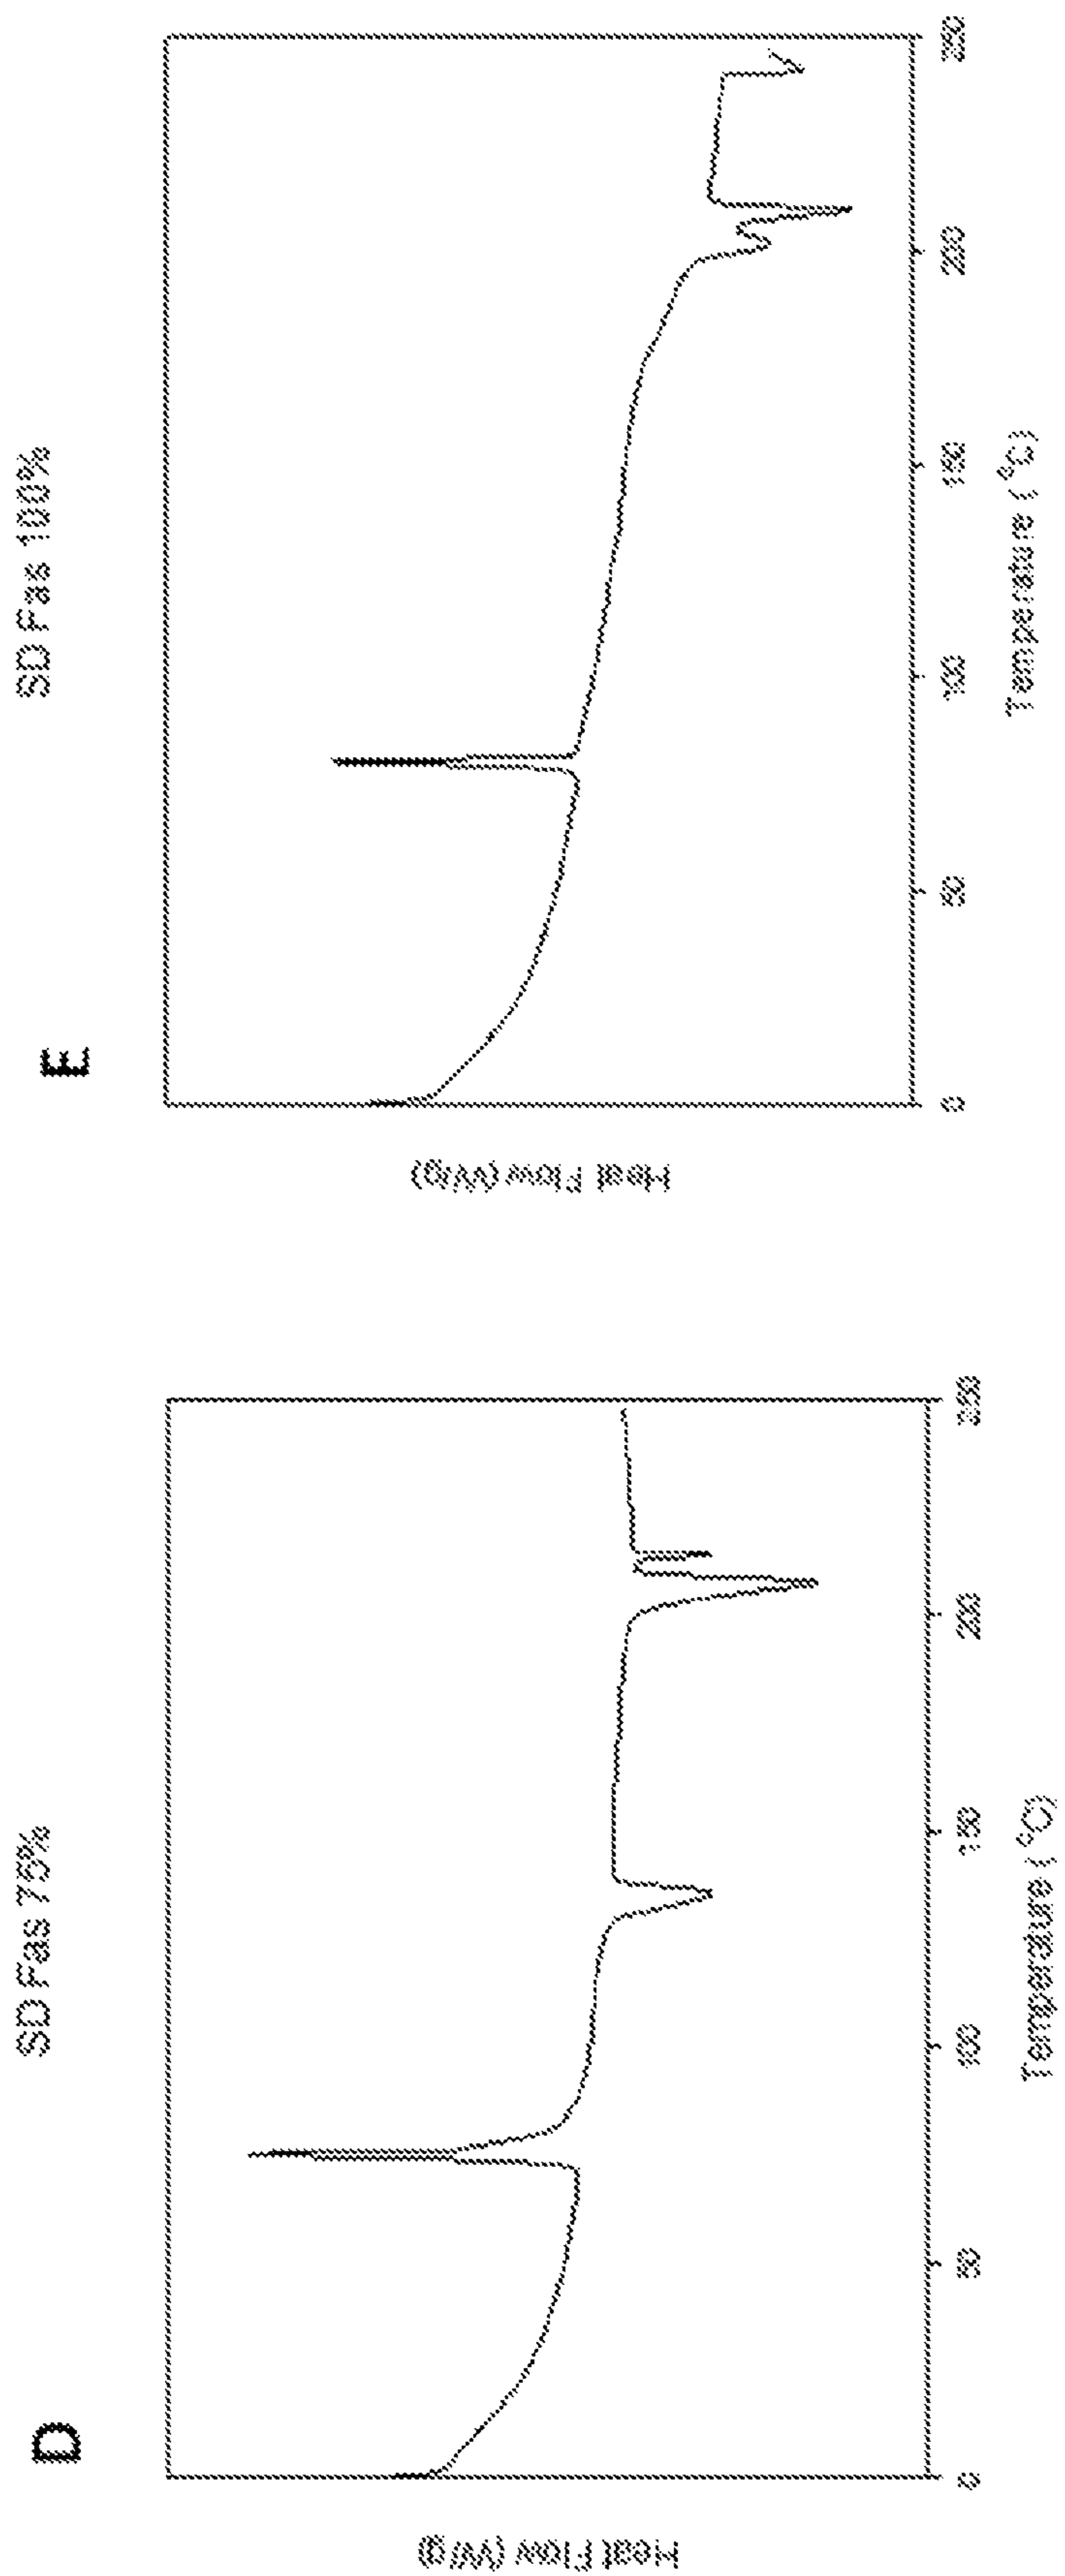 D
SD Fas 75%
Heat Flow (W/g)
0
50
100
150
200
250
Temperature (°C)
E
SD Fas 100%
Heat Flow (W/g)
0
50
100
150
200
250
Temperature (°C)